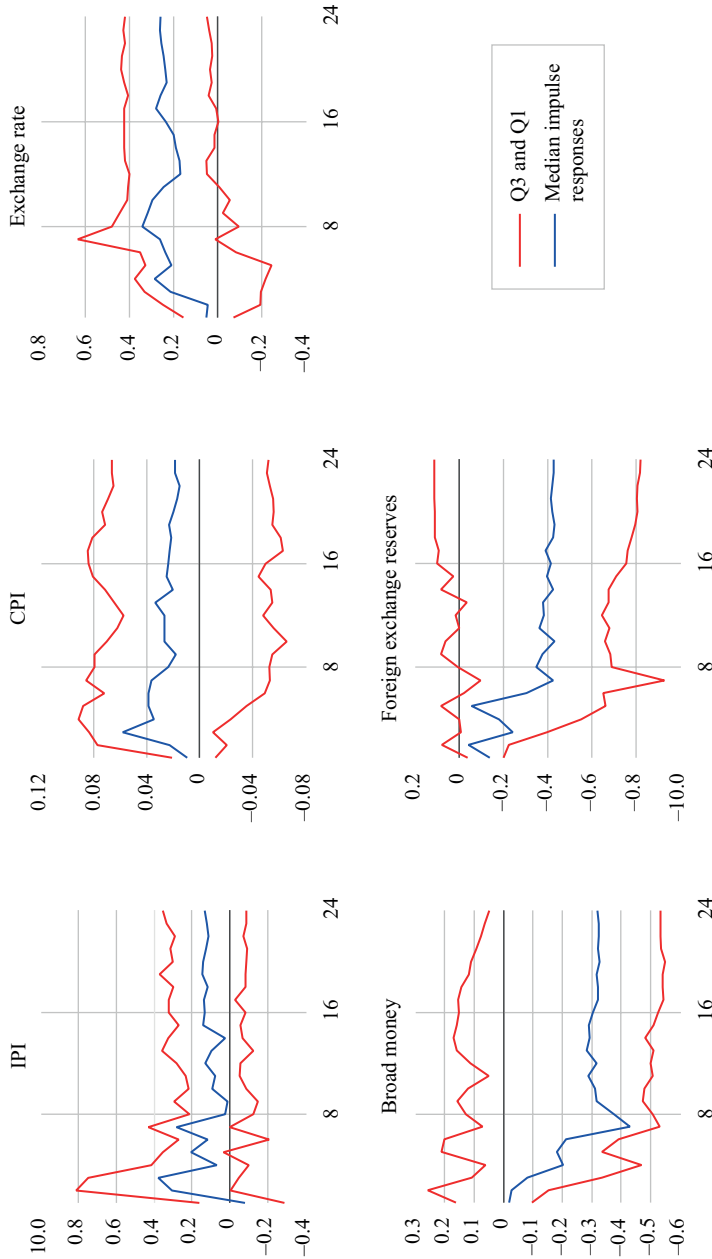 IPI
10.0
0.8
0.6
0.4
0.2
0
−0.2
−0.4
8 16 24
CPI
0.12
0.08
0.04
0
−0.04
−0.08
8 16 24
Exchange rate
0.8
0.6
0.4
0.2
0
−0.2
−0.4
8 16 24
Broad money
0.3
0.2
0.1
0
−0.1
−0.2
−0.3
−0.4
−0.5
−0.6
8 16 24
Foreign exchange reserves
0.2
0
−0.2
−0.4
−0.6
−0.8
−10.0
8 16 24
Q3 and Q1
Median impulse
responses